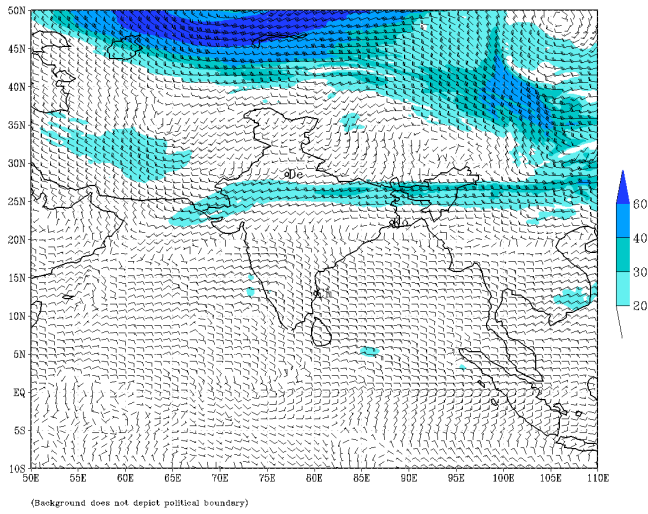 50N
45N
40N
35N
30N
25N
20N
15N
10N
5N
EQ
5S
10S
50E 55E 60E 65E 70E 75E 80E 85E 90E 95E 100E 105E 110E
De
60
40
30
20
(Background does not depict political boundary)